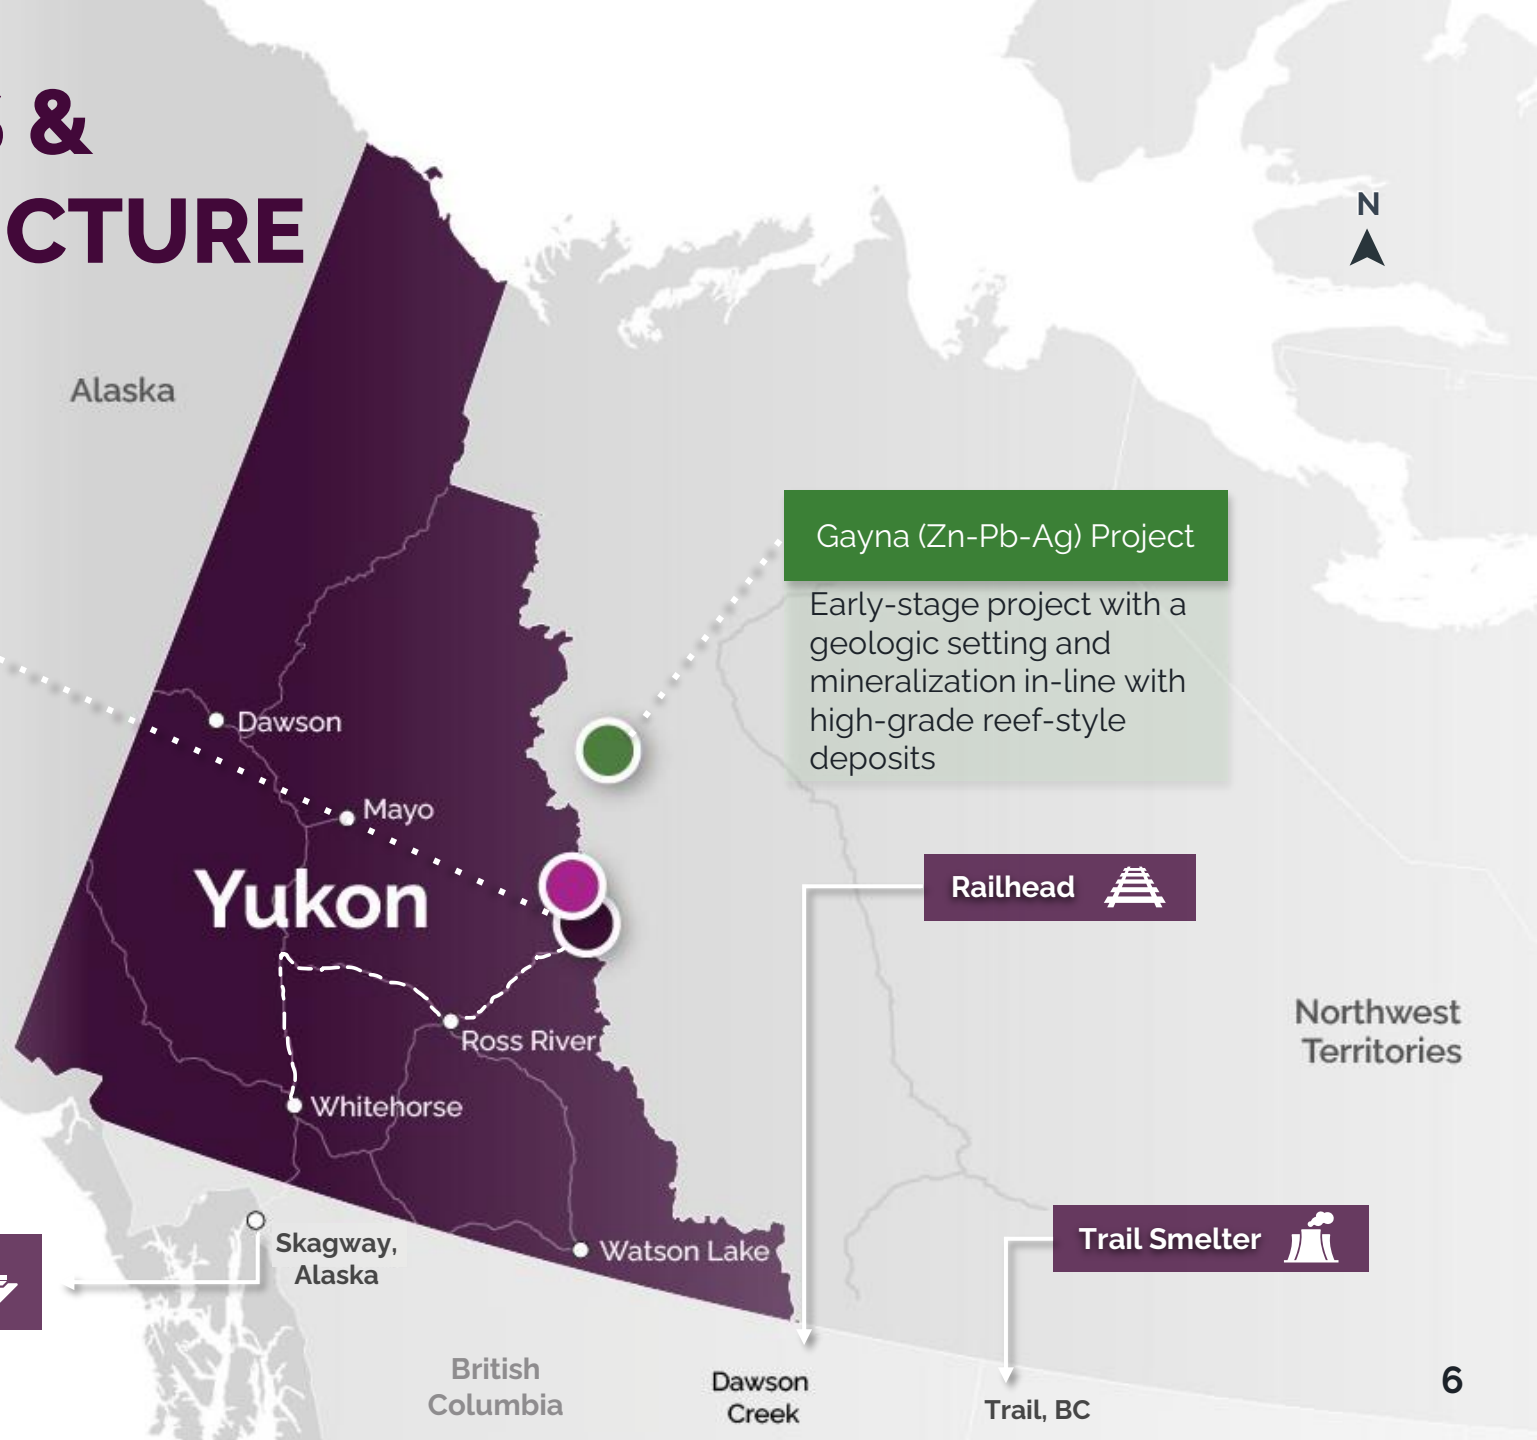 &
CTURE
N
Alaska
Gayna (Zn-Pb-Ag) Project
Early-stage project with a
geologic setting and
mineralization in-line with
high-grade reef-style
deposits
Dawson
Mayo
Yukon
Railhead
Northwest
Territories
Ross River
Whitehorse
Trail Smelter
Skagway,
Alaska
Watson Lake
British
Columbia
Dawson
Creek
Trail, BC
6